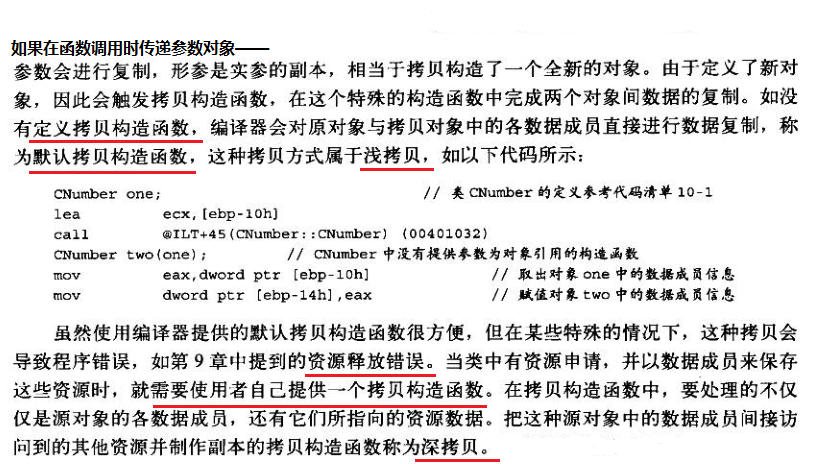 如果在函数调用时传递参数对象——
参数会进行复制，形参是实参的副本，相当于拷贝构造了一个全新的对象。由于定义了新对
象，因此会触发拷贝构造函数，在这个特殊的构造函数中完成两个对象间数据的复制。如没
有定义拷贝构造函数，编译器会对原对象与拷贝对象中的各数据成员直接进行数据复制，称
为默认拷贝构造函数，这种拷贝方式属于浅拷贝，如以下代码所示：
CNumber one; // 类 CNumber 的定义参考代码清单 10-1
lea ecx,[ebp-10h]
call @ILT+45(CNumber::CNumber) (00401032)
CNumber two(one); // CNumber 中没有提供参数为对象引用的构造函数
mov eax,dword ptr [ebp-10h] // 取出对象 one 中的数据成员信息
mov dword ptr [ebp-14h],eax // 赋值对象 two 中的数据成员信息
虽然使用编译器提供的默认拷贝构造函数很方便，但在某些特殊的情况下，这种拷贝会
导致程序错误，如第 9 章中提到的资源释放错误。当类中有资源申请，并以数据成员来保存
这些资源时，就需要使用者自己提供一个拷贝构造函数。在拷贝构造函数中，要处理的不仅
仅是源对象的各数据成员，还有它们所指向的资源数据。把这种源对象中的数据成员间接访
问到的其他资源并制作副本的拷贝构造函数称为深拷贝。